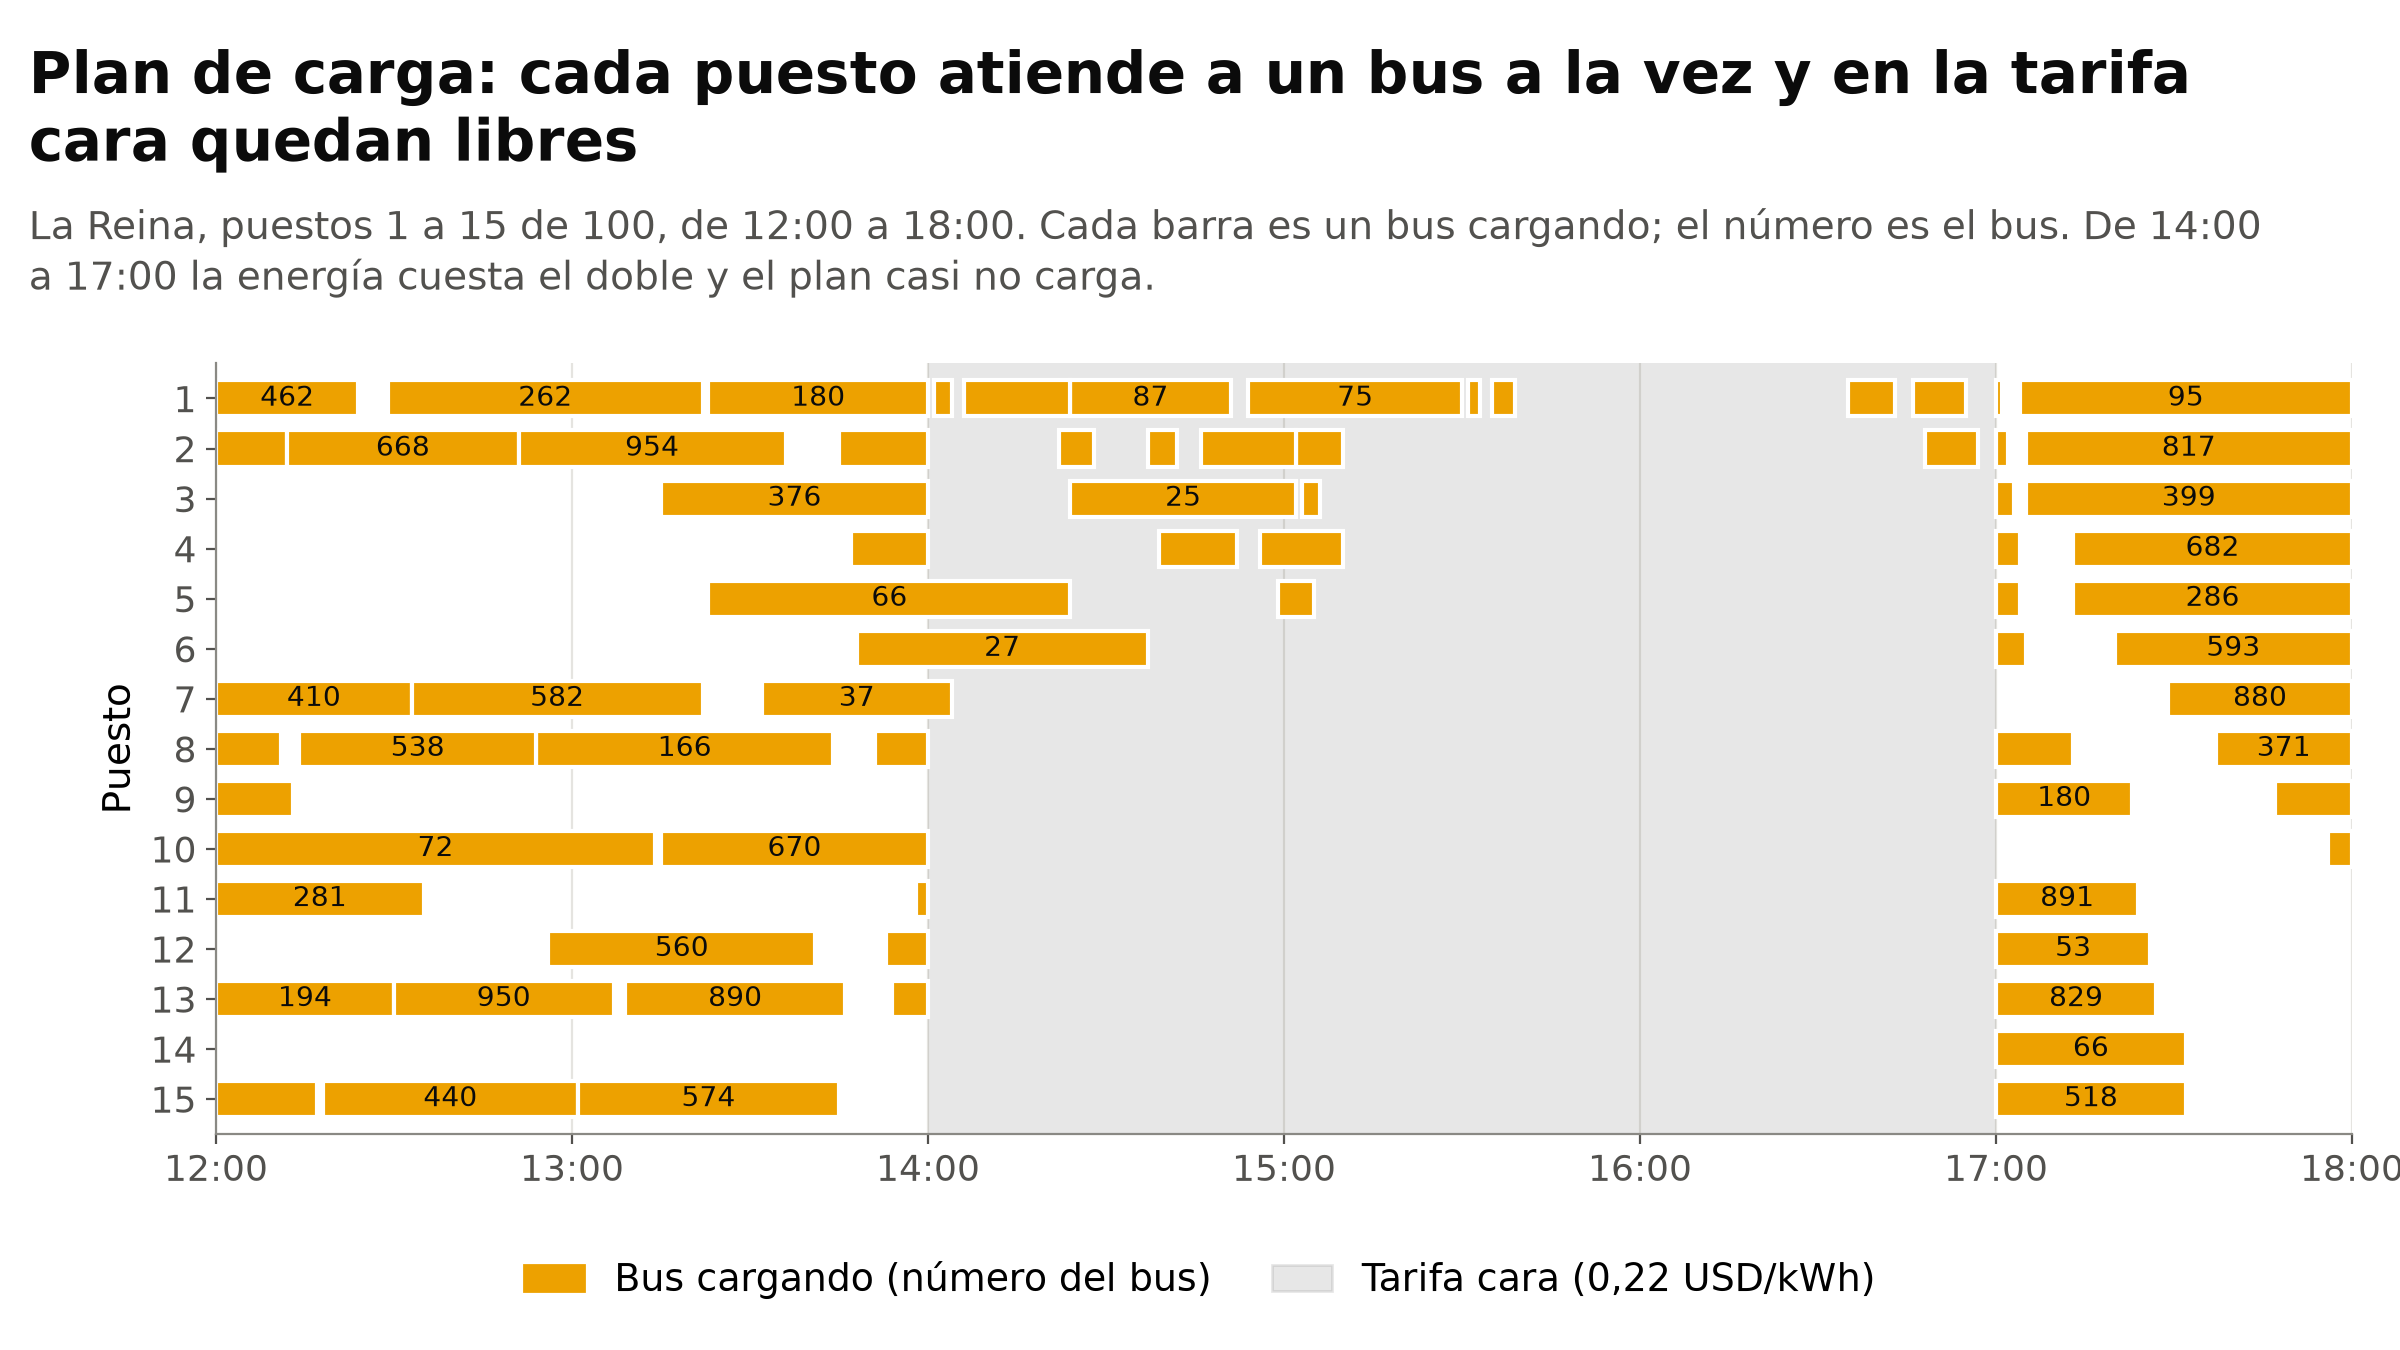 Plan de carga: cada puesto atiende a un bus a la vez y en la tarifa
cara quedan libres
La Reina, puestos 1 a 15 de 100, de 12:00 a 18:00. Cada barra es un bus cargando; el número es el bus. De 14:00
a 17:00 la energía cuesta el doble y el plan casi no carga.
Puesto
1 462 262 180 87 75 95
2 668 954 817
3 376 25 399
4 682
5 66 286
6 27 593
7 410 582 37 880
8 538 166 371
9 180
10 72 670
11 281 891
12 560 53
13 194 950 890 829
14 66
15 440 574 518
12:00 13:00 14:00 15:00 16:00 17:00 18:00
Bus cargando (número del bus) Tarifa cara (0,22 USD/kWh)